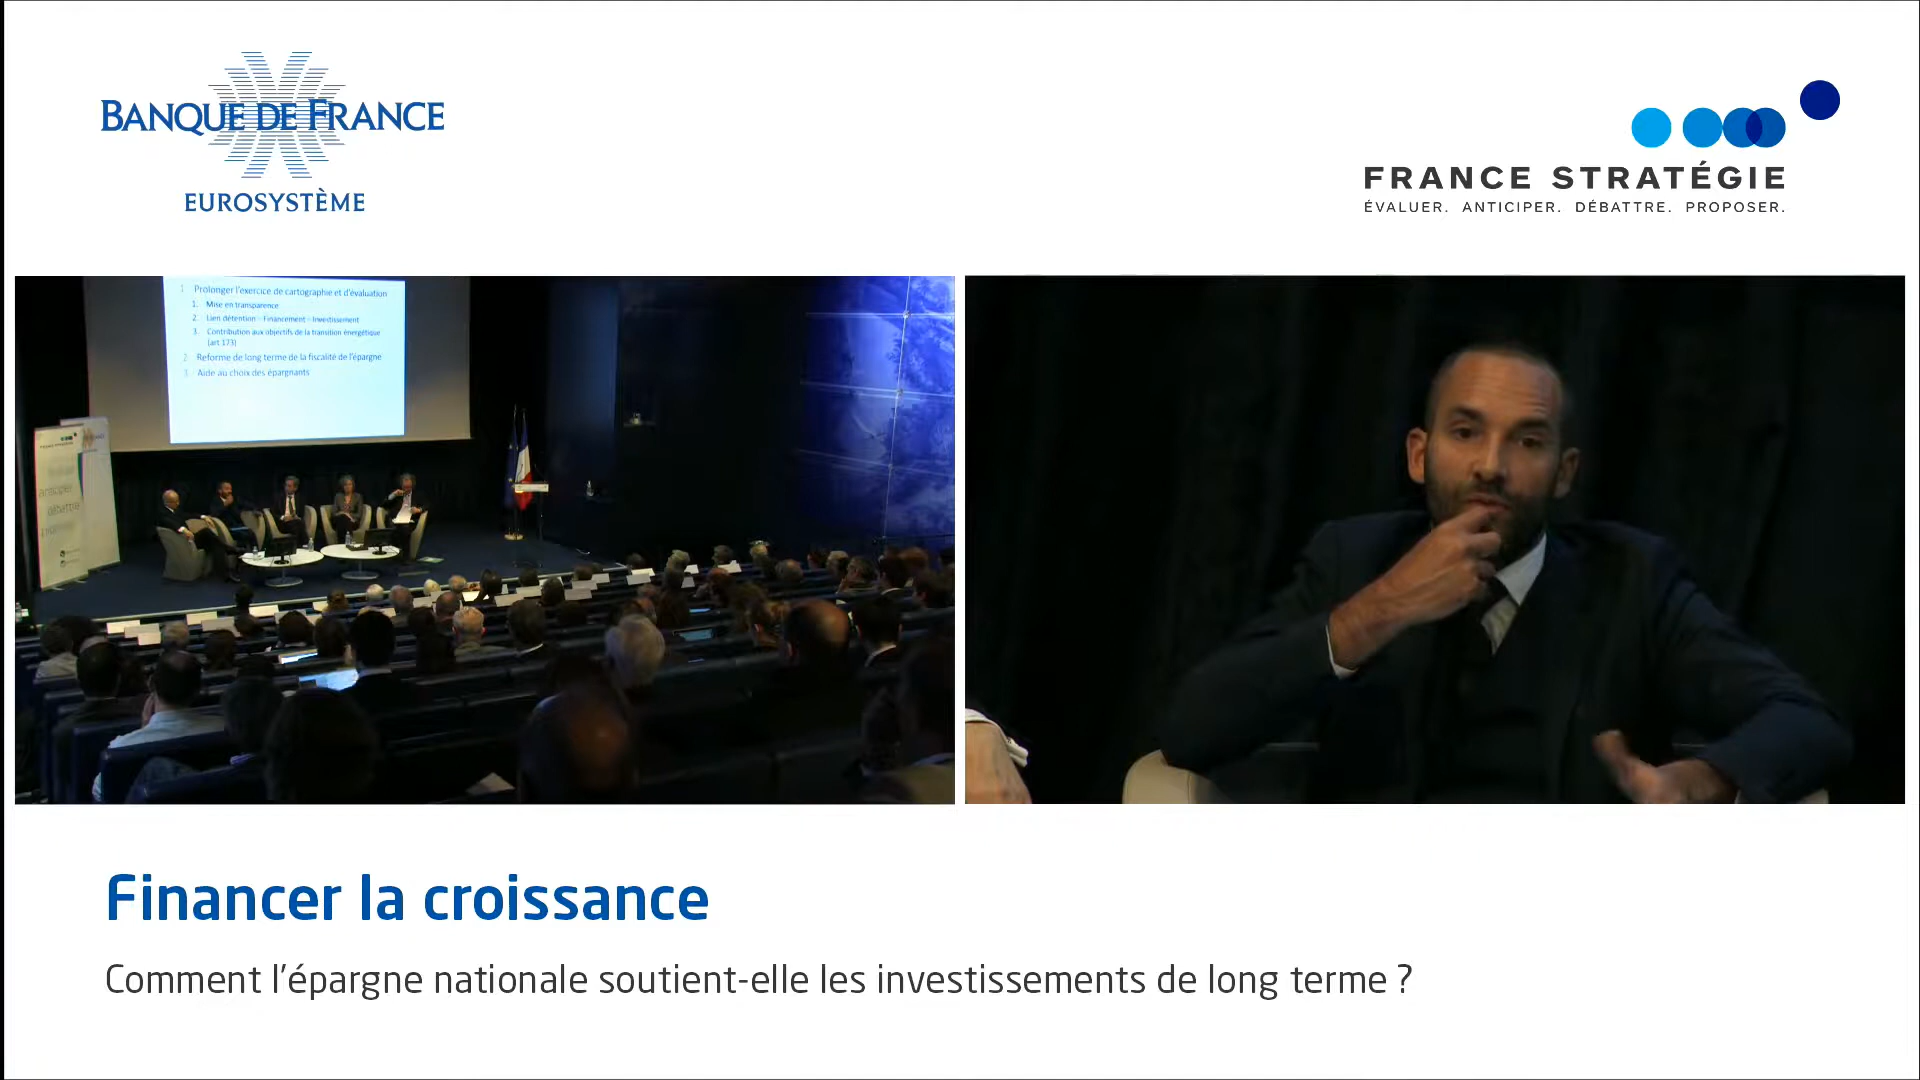 BANQUE DE FRANCE
EUROSYSTÈME
FRANCE STRATÉGIE
ÉVALUER. ANTICIPER. DÉBATTRE. PROPOSER.
1. Prolonger l'exercice de cartographie et d'évaluation
1. Mise en transparence
2. Lien détention - Financement - Investissement
3. Contribution aux objectifs de la transition énergétique
(art 173)
2. Reforme de long terme de la fiscalité de l'épargne
3. Aide au choix des épargnants
anticiper
débattre
Financer la croissance
Comment l'épargne nationale soutient-elle les investissements de long terme ?